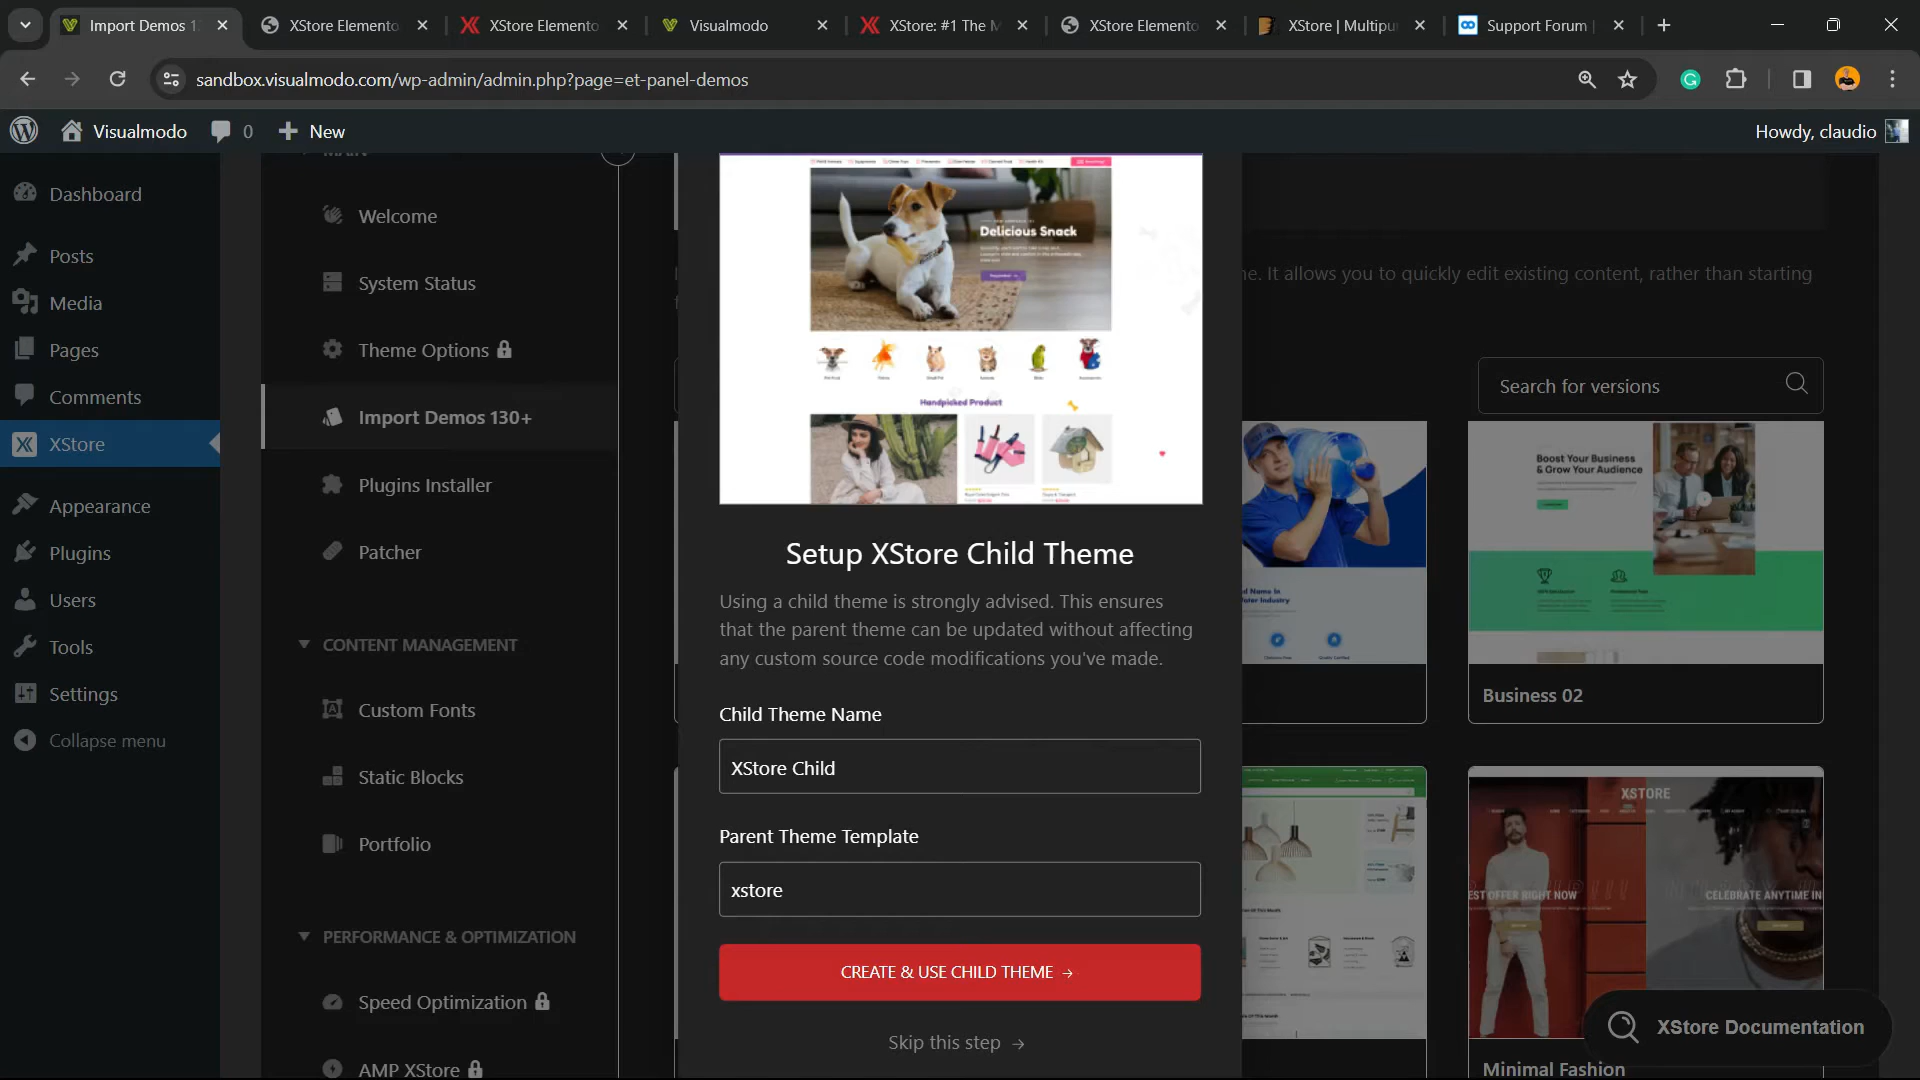 Import Demos 1
XStore Elemento
XStore Elemento
Visualmodo
XStore: #1 The M
XStore Elemento
XStore | Multipu
Support Forum |
sandbox.visualmodo.com/wp-admin/admin.php?page=et-panel-demos
Visualmodo
0
New
Howdy, claudio
Dashboard
Posts
Media
Pages
Comments
XStore
Appearance
Plugins
Users
Tools
Settings
Collapse menu
Welcome
System Status
Theme Options
Import Demos 130+
Plugins Installer
Patcher
CONTENT MANAGEMENT
Custom Fonts
Static Blocks
Portfolio
PERFORMANCE & OPTIMIZATION
Speed Optimization
AMP XStore
Delicious Snack
Handpicked Product
Setup XStore Child Theme
Using a child theme is strongly advised. This ensures
that the parent theme can be updated without affecting
any custom source code modifications you've made.
Child Theme Name
XStore Child
Parent Theme Template
xstore
CREATE & USE CHILD THEME →
Skip this step →
ne. It allows you to quickly edit existing content, rather than starting
Search for versions
Boost Your Business
& Grow Your Audience
Business 02
XSTORE
EST OFFER RIGHT NOW
CELEBRATE ANYTIME IN
Minimal Fashion
XStore Documentation